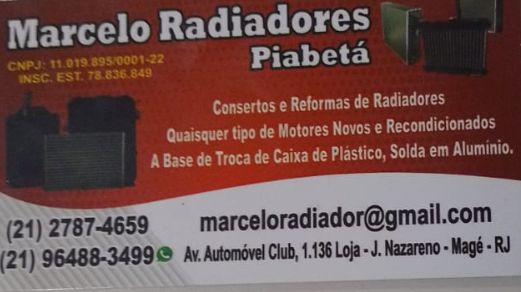 Marcelo Radiadores
Piabetá
CNPJ: 11.019.895/0001-22
INSC. EST. 78.836.849
Consertos e Reformas de Radiadores
Quaisquer tipo de Motores Novos e Recondicionados
A Base de Troca de Caixa de Plástico, Solda em Alumínio.
(21) 2787-4659
(21) 96488-3499
marceloradiador@gmail.com
Av. Automóvel Club, 1.136 Loja - J. Nazareno - Magé - RJ